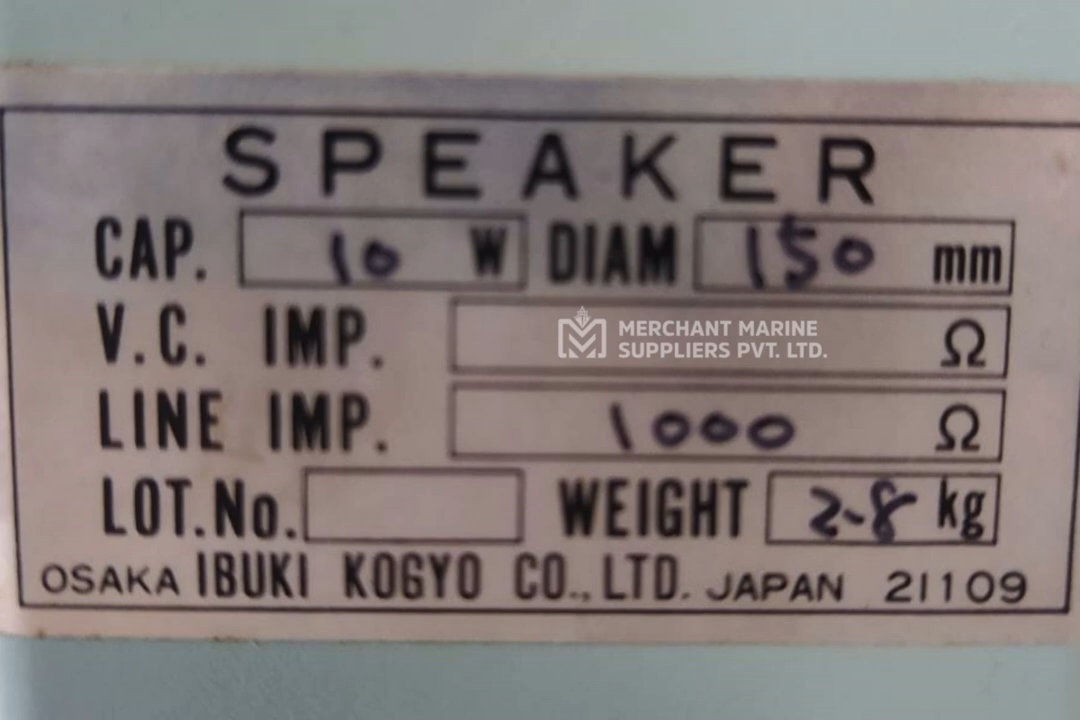 SPEAKER
CAP. 10 W DIAM 150 mm
V.C. IMP. Ω
MERCHANT MARINE
SUPPLIERS PVT. LTD.
LINE IMP. 1000 Ω
LOT.No. WEIGHT 2-8 kg
OSAKA IBUKI KOGYO CO., LTD. JAPAN 21109